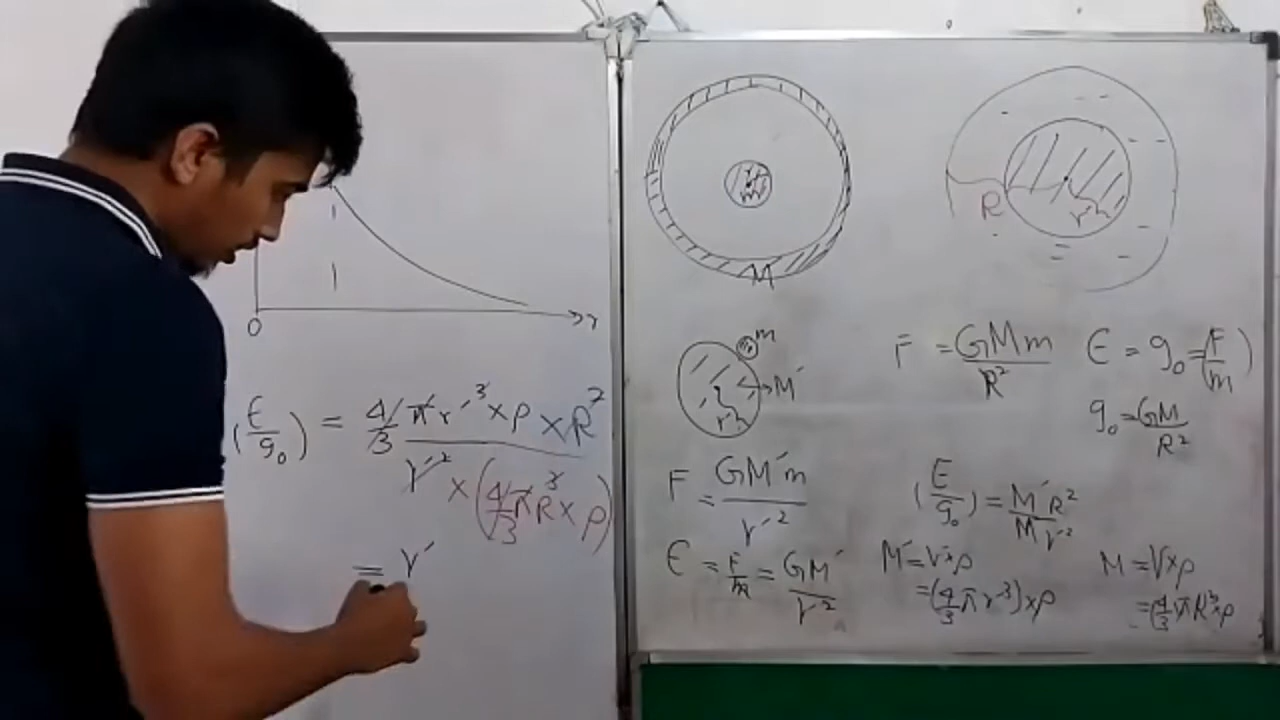 0 r
(E/g₀) = 4/3 π r′³ × ρ × R² / r′² × (4/3 π R³ × ρ)
= r′
m
M
R r′
m
M′
r′
F = GMm / R² E = g₀ = (F/m)
g₀ = GM / R²
F = GM′m / r′²
(E/g₀) = M′R² / M r′²
E = F/m = GM′ / r′²
M′ = V′×ρ
= (4/3 π r′³) × ρ
M = V×ρ
= (4/3 π R³ × ρ